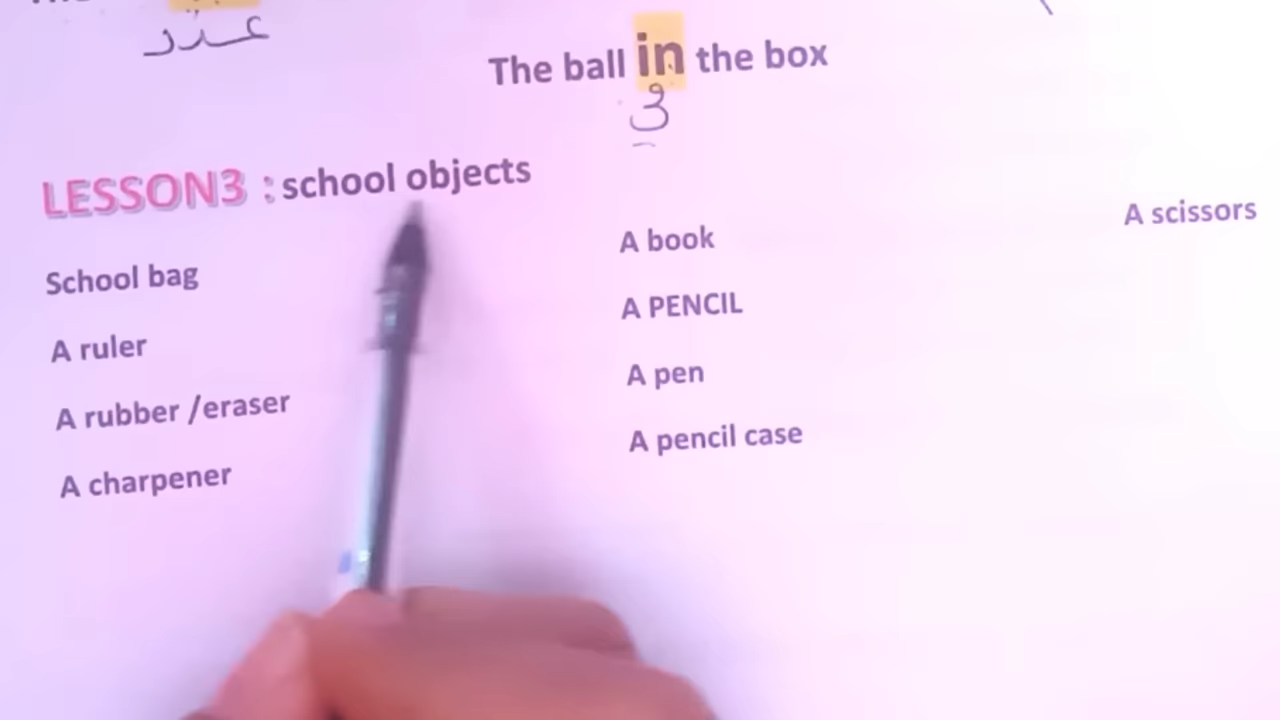 عند
The ball in the box
في
LESSON3 : school objects
School bag
A ruler
A rubber /eraser
A charpener
A book
A PENCIL
A pen
A pencil case
A scissors